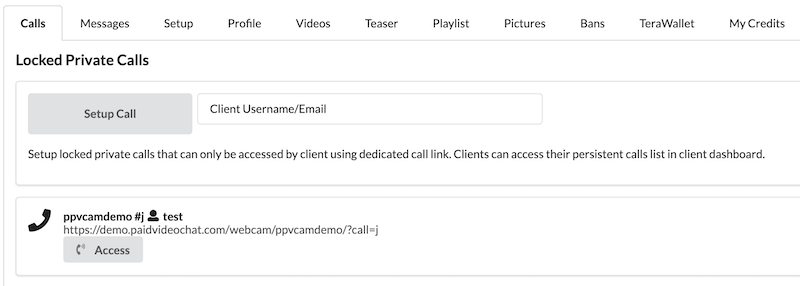 Calls Messages Setup Profile Videos Teaser Playlist Pictures Bans TeraWallet My Credits
Locked Private Calls
Setup Call Client Username/Email
Setup locked private calls that can only be accessed by client using dedicated call link. Clients can access their persistent calls list in client dashboard.
ppvcamdemo #j test
https://demo.paidvideochat.com/webcam/ppvcamdemo/?call=j
Access